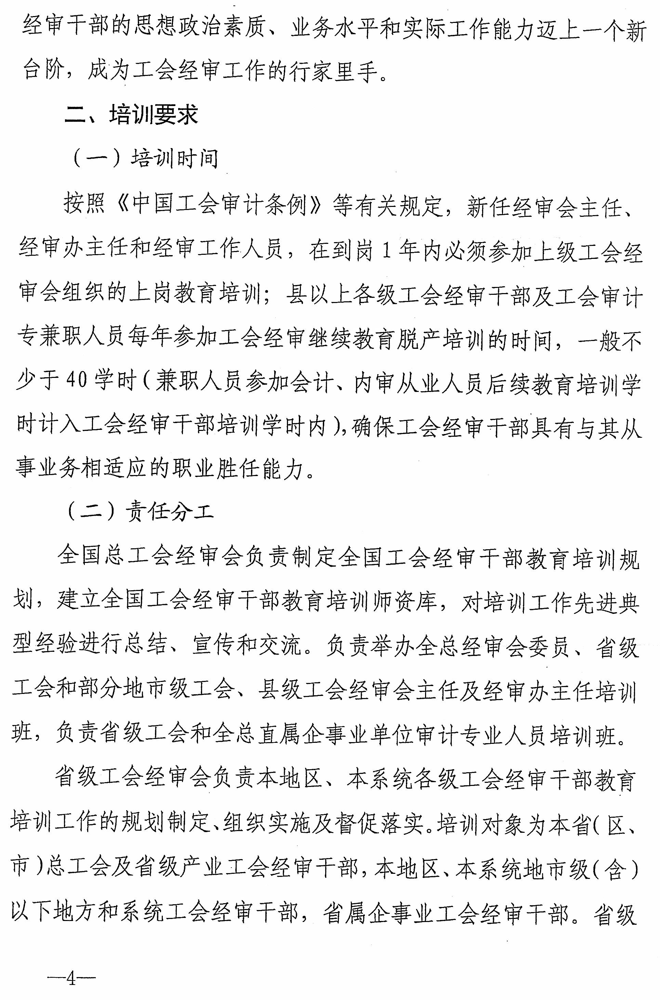 经审干部的思想政治素质、业务水平和实际工作能力迈上一个新
台阶，成为工会经审工作的行家里手。
二、培训要求
（一）培训时间
按照《中国工会审计条例》等有关规定，新任经审会主任、
经审办主任和经审工作人员，在到岗 1 年内必须参加上级工会经
审会组织的上岗教育培训；县以上各级工会经审干部及工会审计
专兼职人员每年参加工会经审继续教育脱产培训的时间，一般不
少于 40 学时（兼职人员参加会计、内审从业人员后续教育培训学
时计入工会经审干部培训学时内），确保工会经审干部具有与其从
事业务相适应的职业胜任能力。
（二）责任分工
全国总工会经审会负责制定全国工会经审干部教育培训规
划，建立全国工会经审干部教育培训师资库，对培训工作先进典
型经验进行总结、宣传和交流。负责举办全总经审会委员、省级
工会和部分地市级工会、县级工会经审会主任及经审办主任培训
班，负责省级工会和全总直属企事业单位审计专业人员培训班。
省级工会经审会负责本地区、本系统各级工会经审干部教育
培训工作的规划制定、组织实施及督促落实。培训对象为本省（区、
市）总工会及省级产业工会经审干部，本地区、本系统地市级（含）
以下地方和系统工会经审干部，省属企事业工会经审干部。省级
—4—